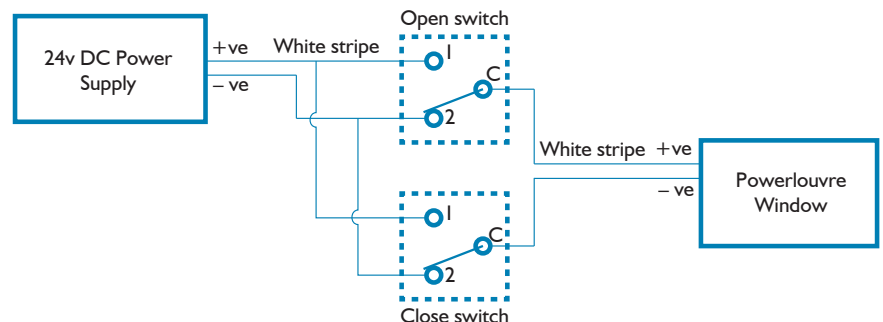 Open switch
24v DC Power
Supply
+ve
White stripe
– ve
1
C
2
White stripe
+ve
– ve
Powerlouvre
Window
1
C
2
Close switch